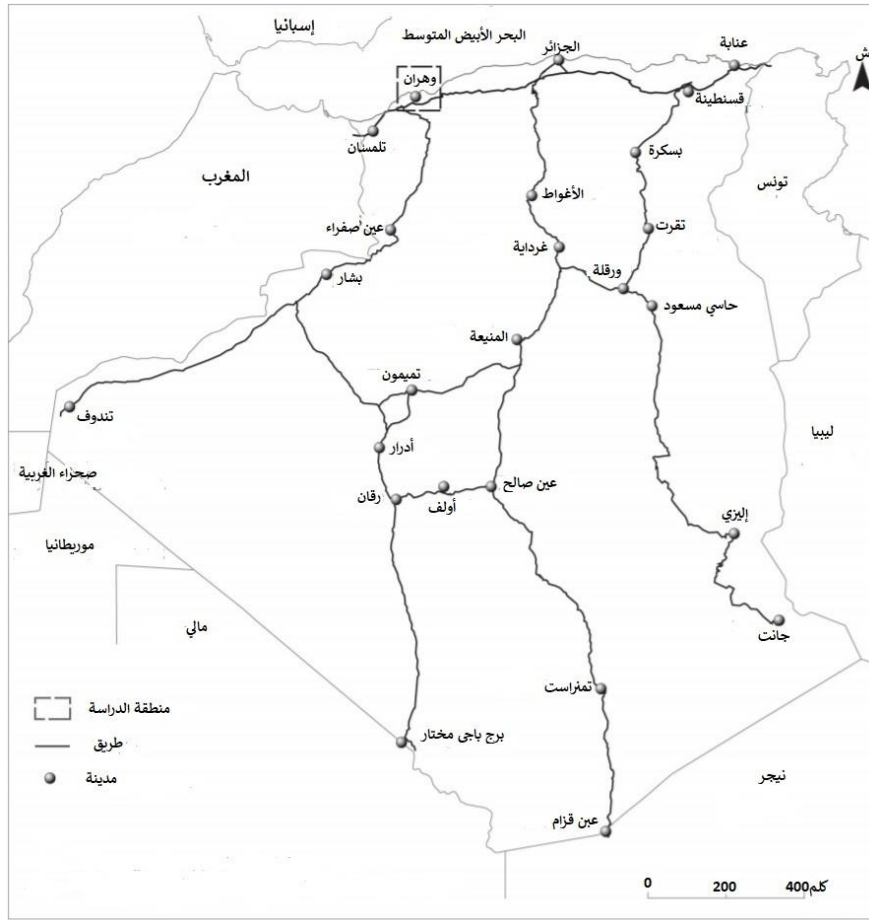 إسبانيا
البحر الأبيض المتوسط
الجزائر
عنابة
ش
وهران
قسنطينة
تلمسان
بسكرة
تونس
المغرب
الأغواط
عين صفراء
غرداية
تقرت
بشار
ورقلة
حاسي مسعود
المنيعة
تميمون
تندوف
ليبيا
أدرار
صحراء الغربية
رقان
أولف
عين صالح
إليزي
موريطانيا
مالي
جانت
تمنراست
منطقة الدراسة
طريق
مدينة
برج باجى مختار
نيجر
عين قزام
0 200 400كلم